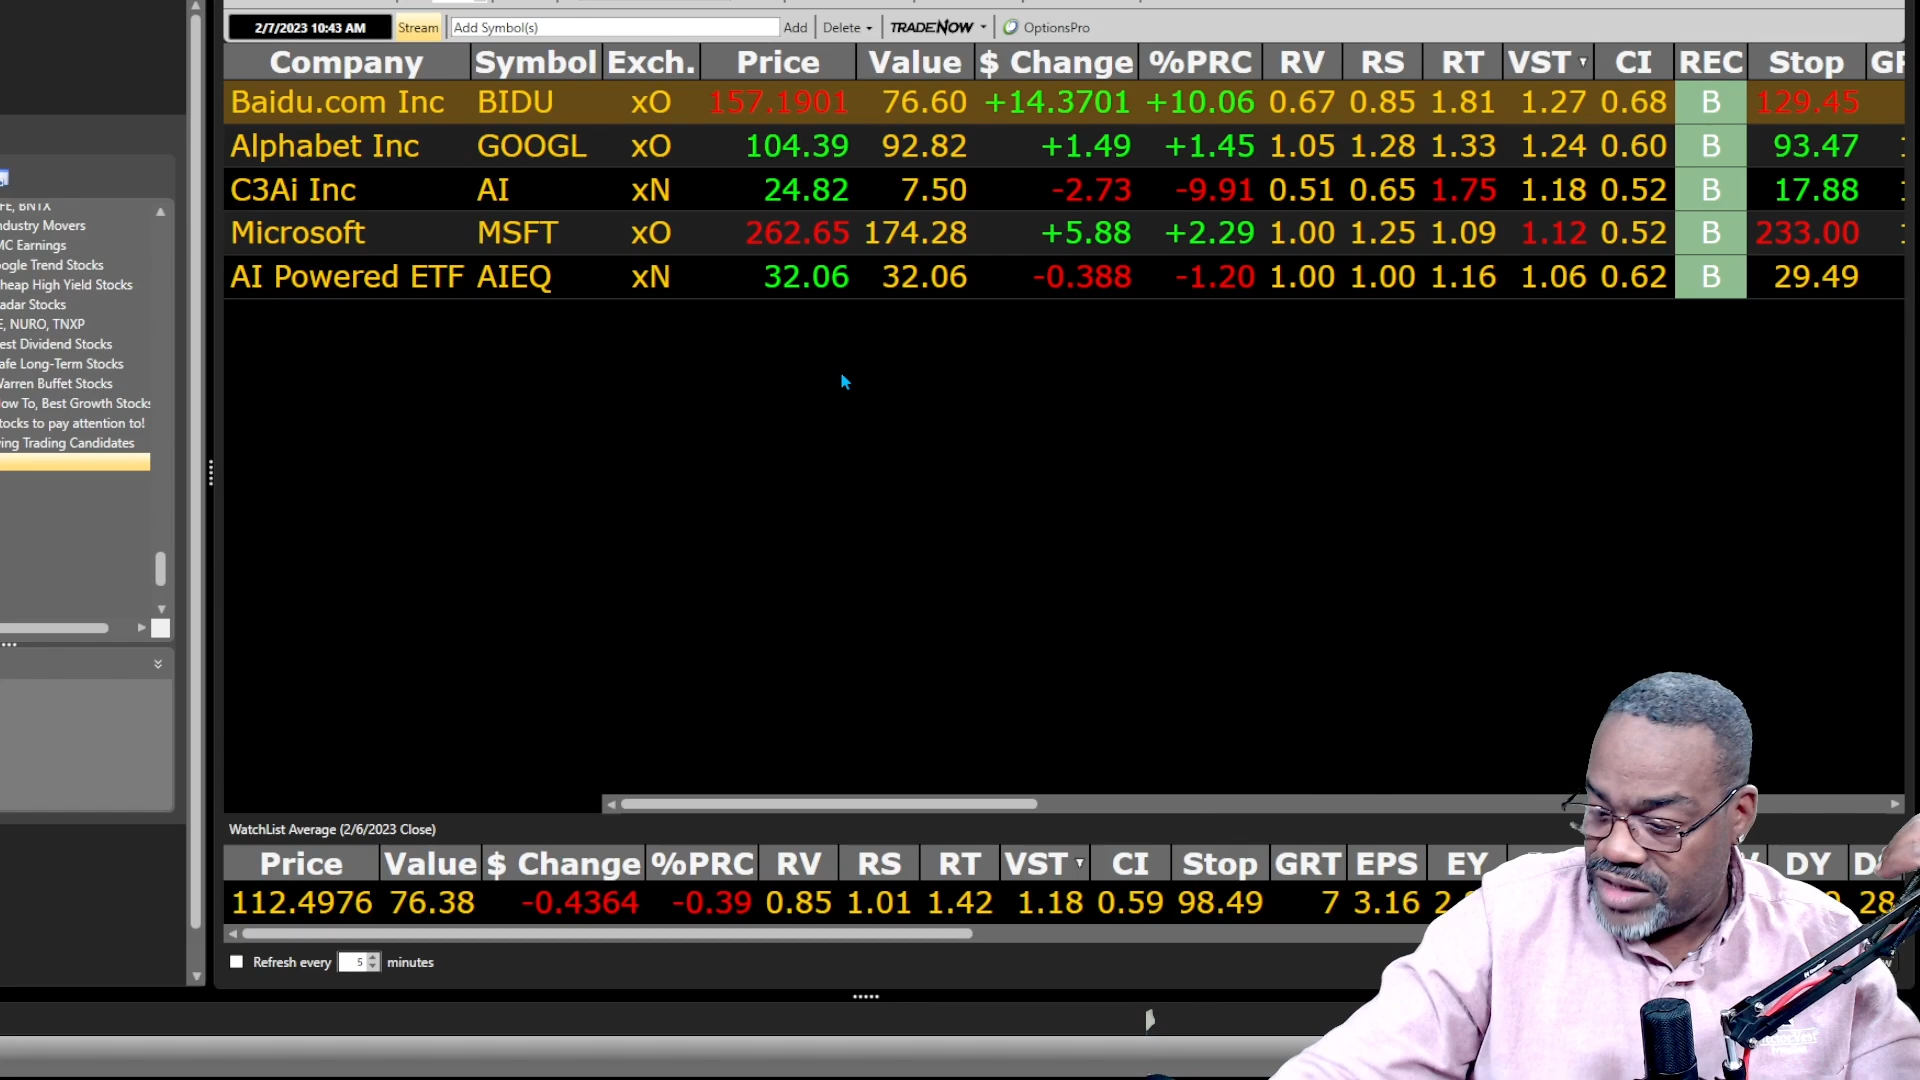 2/7/2023 10:43 AM Stream Add Symbol(s) Add Delete TRADENOW OptionsPro
Company Symbol Exch. Price Value $ Change %PRC RV RS RT VST CI REC Stop
Baidu.com Inc BIDU xO 157.1901 76.60 +14.3701 +10.06 0.67 0.85 1.81 1.27 0.68 B 129.45
Alphabet Inc GOOGL xO 104.39 92.82 +1.49 +1.45 1.05 1.28 1.33 1.24 0.60 B 93.47
C3Ai Inc AI xN 24.82 7.50 -2.73 -9.91 0.51 0.65 1.75 1.18 0.52 B 17.88
Microsoft MSFT xO 262.65 174.28 +5.88 +2.29 1.00 1.25 1.09 1.12 0.52 B 233.00
AI Powered ETF AIEQ xN 32.06 32.06 -0.388 -1.20 1.00 1.00 1.16 1.06 0.62 B 29.49
FE, BNTX
ndustry Movers
MC Earnings
ogle Trend Stocks
heap High Yield Stocks
adar Stocks
E, NURO, TNXP
est Dividend Stocks
afe Long-Term Stocks
Warren Buffet Stocks
ow To, Best Growth Stocks
tocks to pay attention to!
ing Trading Candidates
WatchList Average (2/6/2023 Close)
Price Value $ Change %PRC RV RS RT VST CI Stop GRT EPS EY DY
112.4976 76.38 -0.4364 -0.39 0.85 1.01 1.42 1.18 0.59 98.49 7 3.16
Refresh every 5 minutes